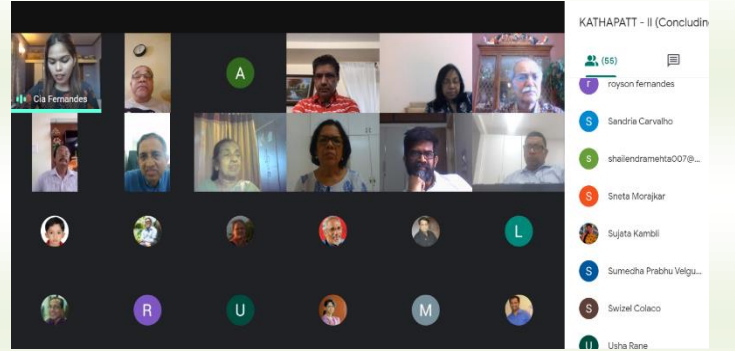 KATHAPATT - II (Concludin
(55)
Cia Fernandes
A
L
R
U
M
r
royson fernandes
S
Sandria Carvalho
S
shailendramehta007@...
S
Sneta Morajkar
Sujata Kambli
S
Sumedha Prabhu Velgu...
S
Swizel Colaco
U
Usha Rane